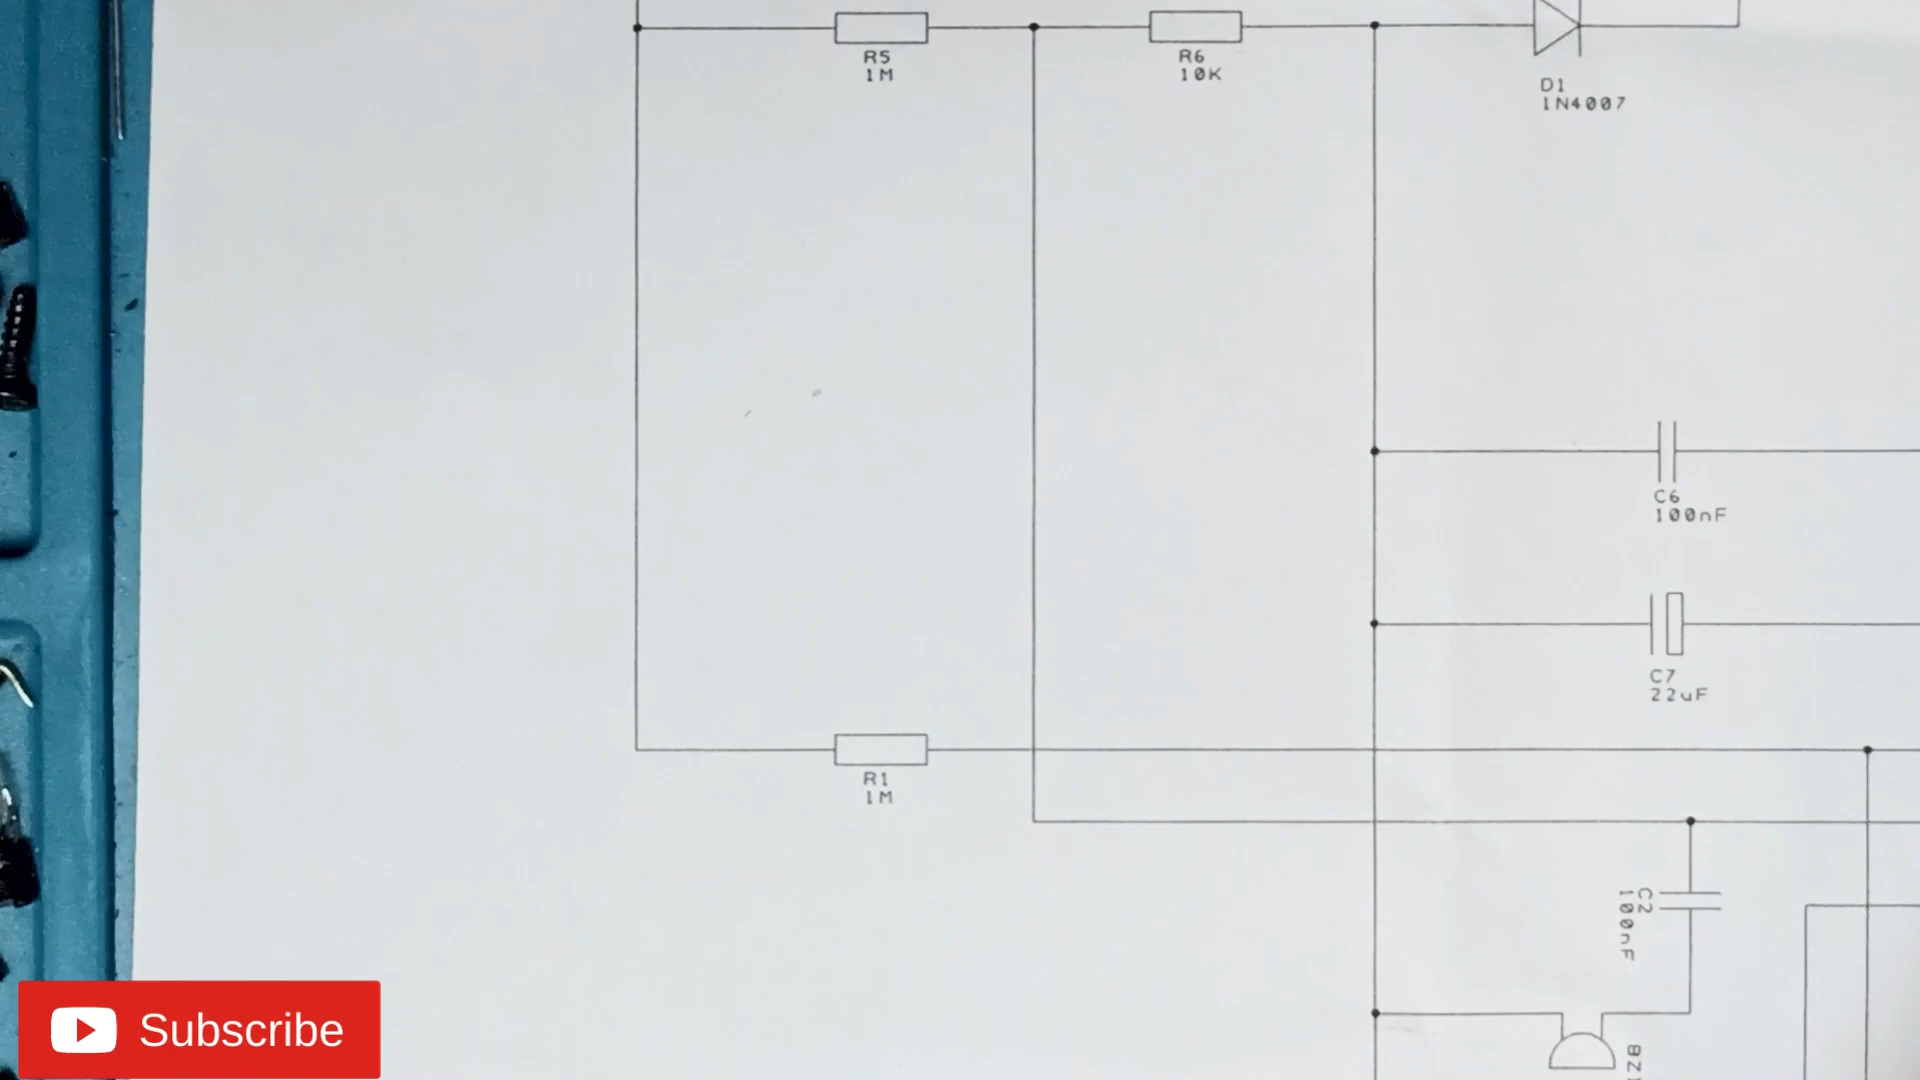 R5
1M
R6
10K
D1
1N4007
C6
100nF
C7
22uF
R1
1M
C2
100nF
Subscribe